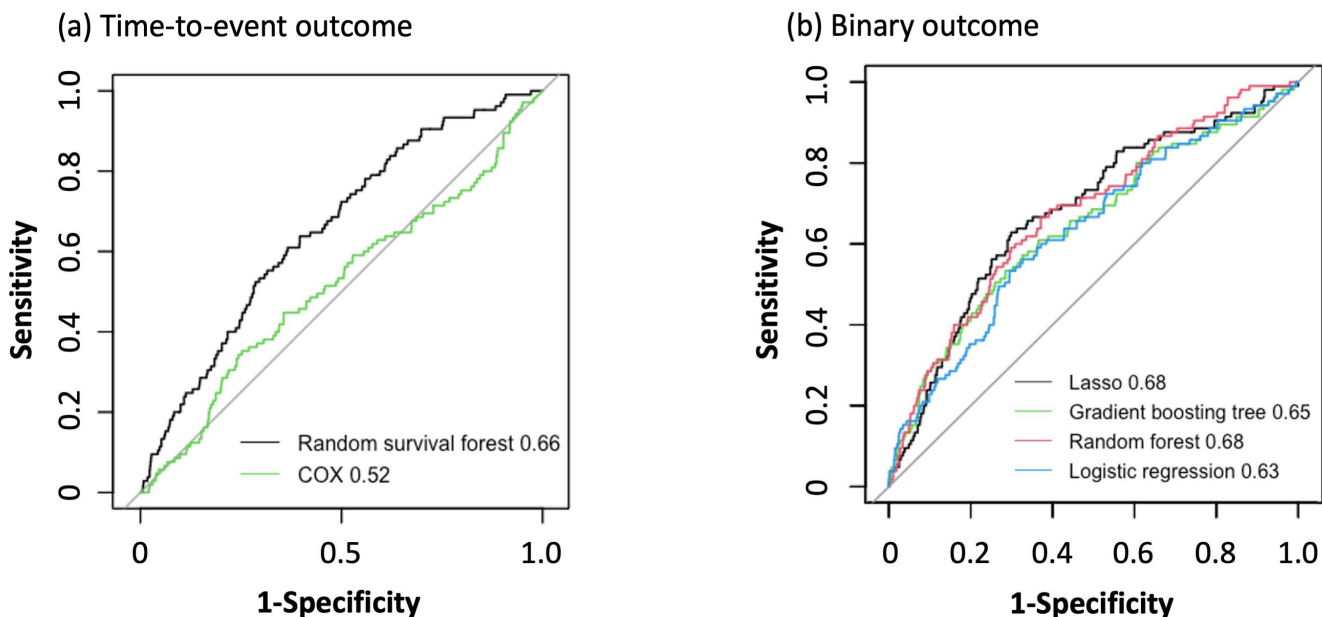 (a) Time-to-event outcome
Sensitivity
1.0
0.8
0.6
0.4
0.2
0
Random survival forest 0.66
COX 0.52
0 0.5 1.0
1-Specificity
(b) Binary outcome
Sensitivity
1.0
0.8
0.6
0.4
0.2
0
Lasso 0.68
Gradient boosting tree 0.65
Random forest 0.68
Logistic regression 0.63
0 0.2 0.4 0.6 0.8 1.0
1-Specificity